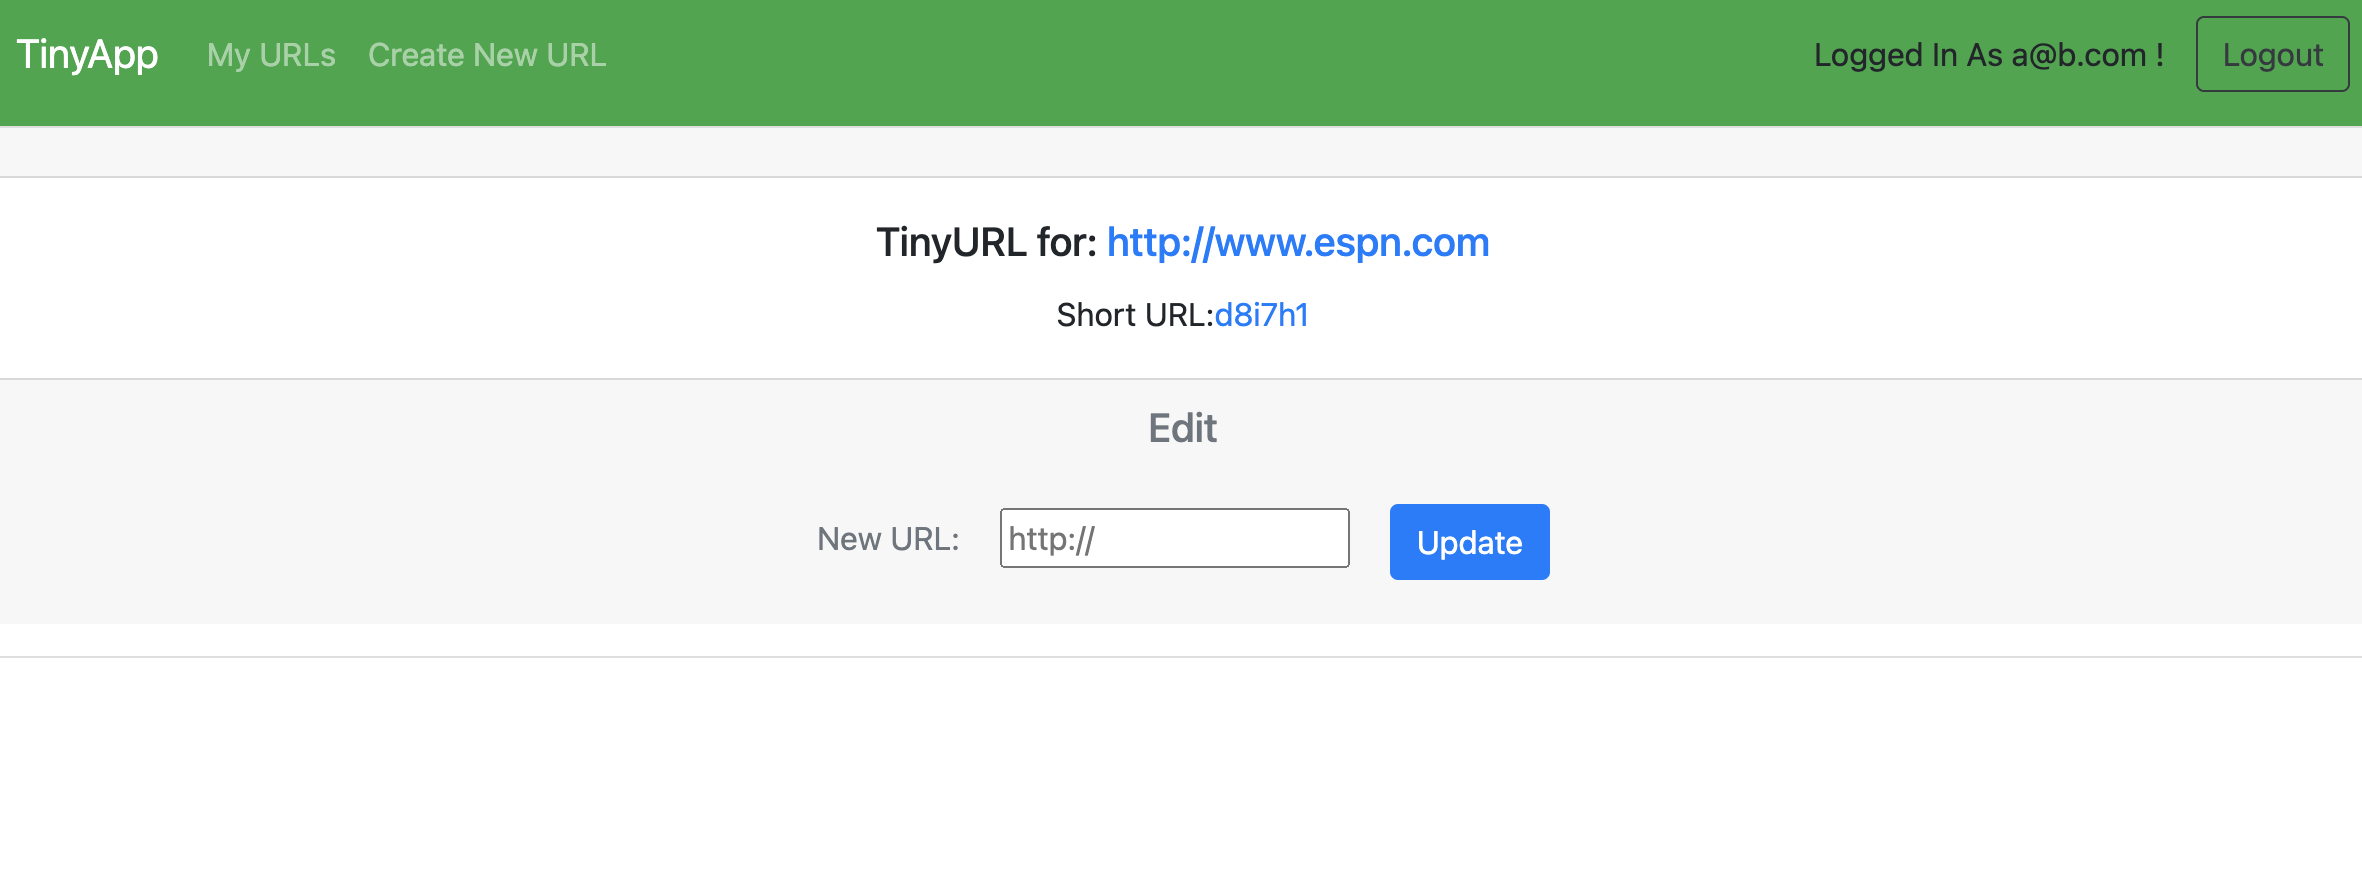 TinyApp My URLs Create New URL Logged In As a@b.com ! Logout
TinyURL for: http://www.espn.com
Short URL:d8i7h1
Edit
New URL: http:// Update